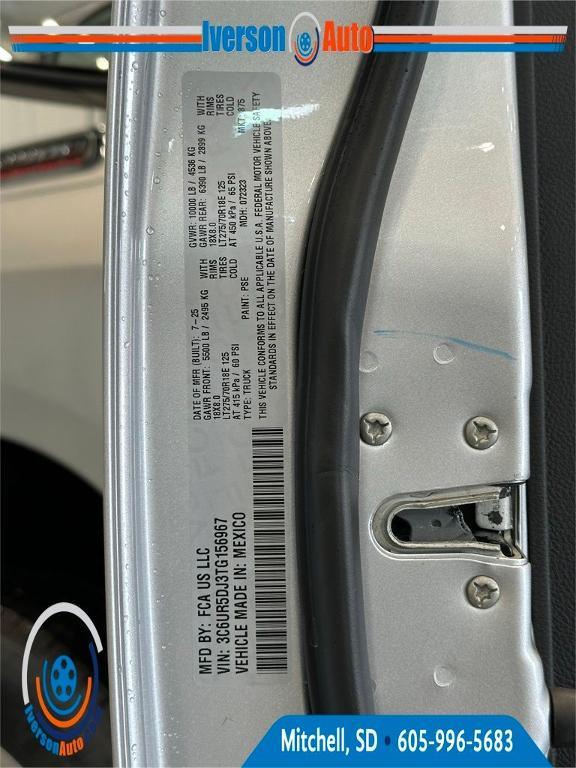 Iverson Auto
MFD BY: FCA US LLC
VIN: 3C6UR5DJ3TG156967
VEHICLE MADE IN: MEXICO
DATE OF MFR (BUILT): 7-25
GVWR: 10000 LB / 4536 KG
GAWR FRONT: 5500 LB / 2495 KG WITH
GAWR REAR: 6390 LB / 2899 KG WITH
18X8.0 RIMS
18X8.0 RIMS
LT275/70R18E 125 TIRES
LT275/70R18E 125 TIRES
AT 415 kPa / 60 PSI COLD
AT 450 kPa / 65 PSI COLD
TYPE: TRUCK PAINT: PSE MDH: 072323
THIS VEHICLE CONFORMS TO ALL APPLICABLE U.S.A. FEDERAL MOTOR VEHICLE SAFETY
STANDARDS IN EFFECT ON THE DATE OF MANUFACTURE SHOWN ABOVE.
Iverson
Auto
Mitchell, SD • 605-996-5683